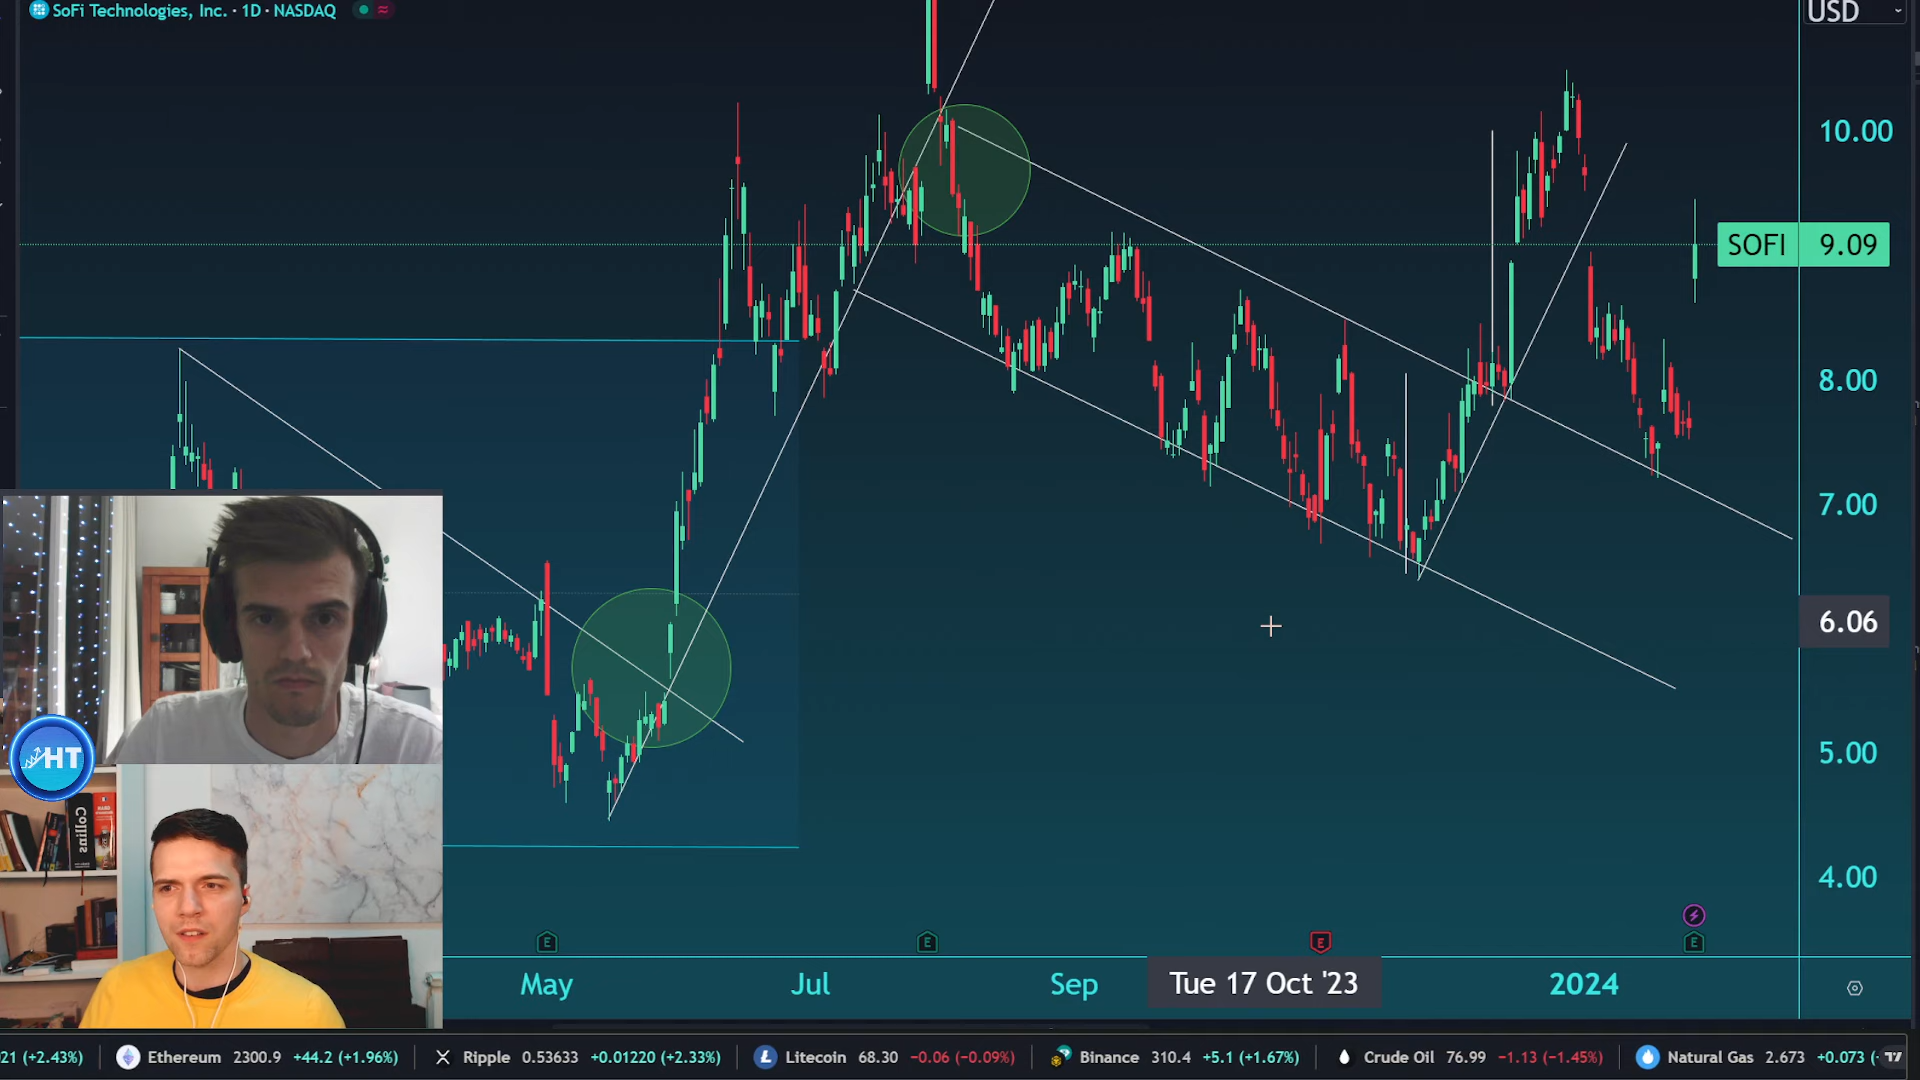 SoFi Technologies, Inc. · 1D · NASDAQ
USD
10.00
SOFI 9.09
8.00
7.00
6.06
5.00
4.00
HT
Collins
E E E E
May Jul Sep Tue 17 Oct '23 2024
21 (+2.43%) Ethereum 2300.9 +44.2 (+1.96%) Ripple 0.53633 +0.01220 (+2.33%) Litecoin 68.30 −0.06 (−0.09%) Binance 310.4 +5.1 (+1.67%) Crude Oil 76.99 −1.13 (−1.45%) Natural Gas 2.673 +0.073 (